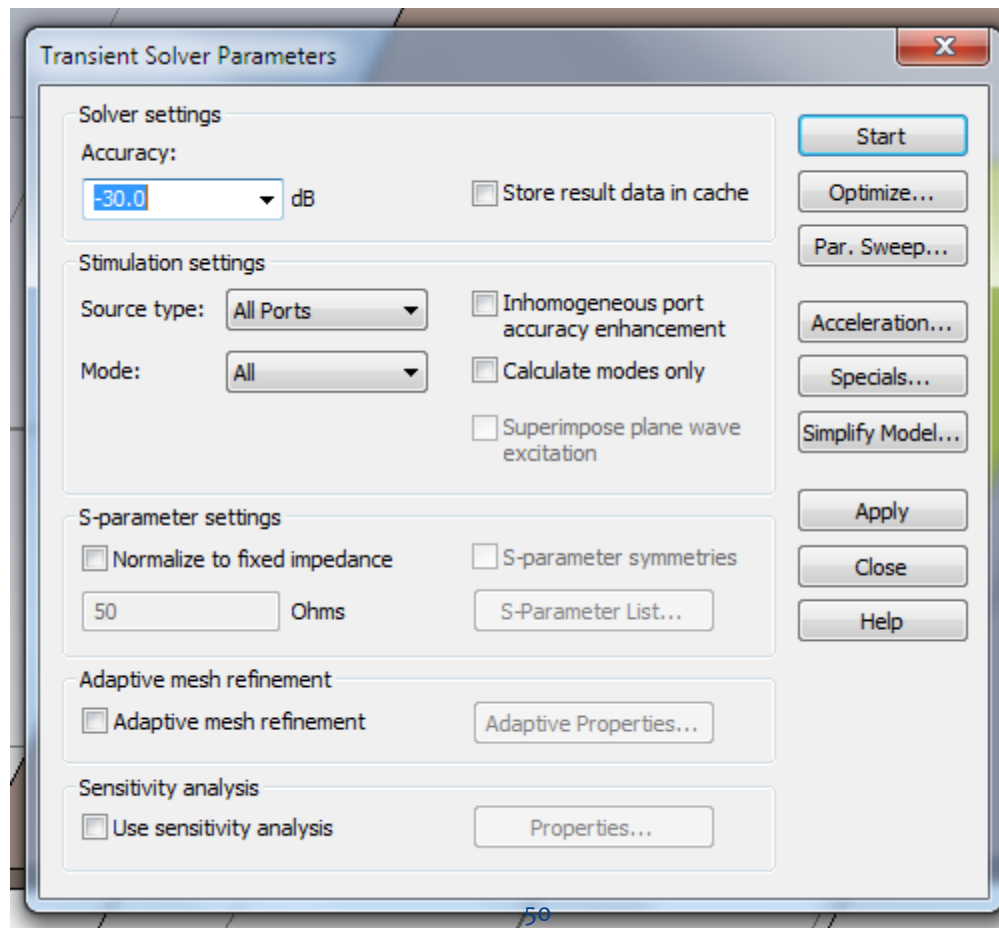 Transient Solver Parameters
Solver settings
Accuracy:
-30.0 dB
Store result data in cache
Stimulation settings
Source type: All Ports
Inhomogeneous port
accuracy enhancement
Mode: All
Calculate modes only
Superimpose plane wave
excitation
S-parameter settings
Normalize to fixed impedance
S-parameter symmetries
50 Ohms
S-Parameter List...
Adaptive mesh refinement
Adaptive mesh refinement
Adaptive Properties...
Sensitivity analysis
Use sensitivity analysis
Properties...
Start
Optimize...
Par. Sweep...
Acceleration...
Specials...
Simplify Model...
Apply
Close
Help
50